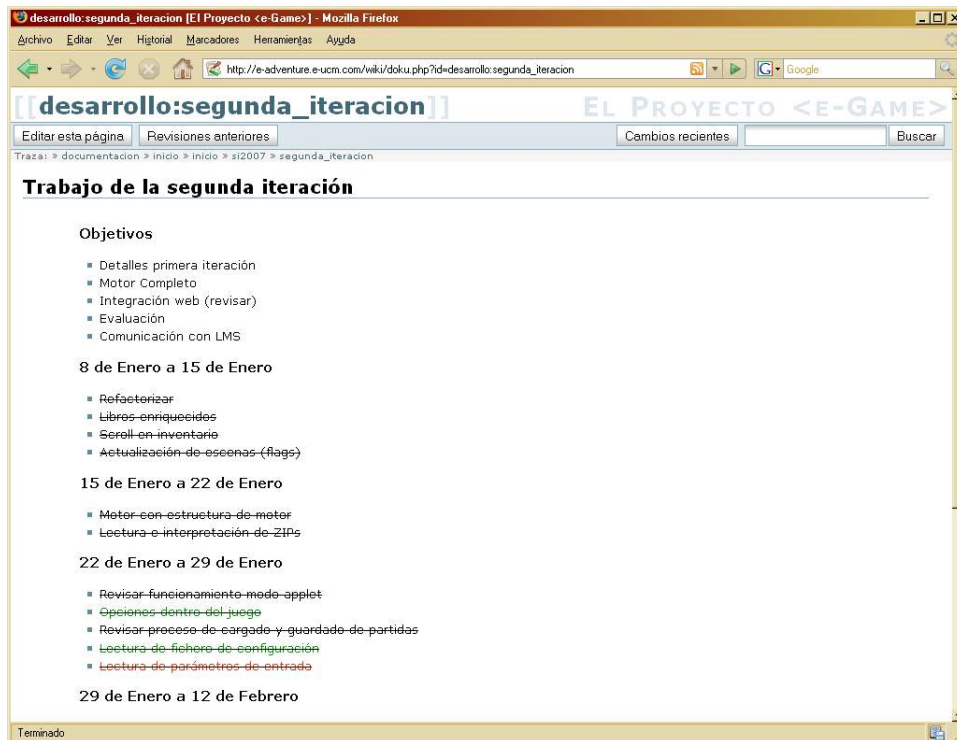 desarrollo:segunda_iteracion [El Proyecto <e-Game>] - Mozilla Firefox
Archivo Editar Ver Historial Marcadores Herramientas Ayuda
http://e-adventure.e-ucm.com/wiki/doku.php?id=desarrollo:segunda_iteracion
G Google
[[desarrollo:segunda_iteracion]] EL PROYECTO <E-GAME>
Editar esta página Revisiones anteriores Cambios recientes Buscar
Traza: » documentacion » inicio » inicio » si2007 » segunda_iteracion
Trabajo de la segunda iteración
Objetivos
Detalles primera iteración
Motor Completo
Integración web (revisar)
Evaluación
Comunicación con LMS
8 de Enero a 15 de Enero
Refactorizar
Libros enriquecidos
Scroll en inventario
Actualización de escenas (flags)
15 de Enero a 22 de Enero
Motor con estructura de motor
Lectura e interpretación de ZIPs
22 de Enero a 29 de Enero
Revisar funcionamiento modo applet
Opciones dentro del juego
Revisar proceso de cargado y guardado de partidas
Lectura de fichero de configuración
Lectura de parámetros de entrada
29 de Enero a 12 de Febrero
Terminado